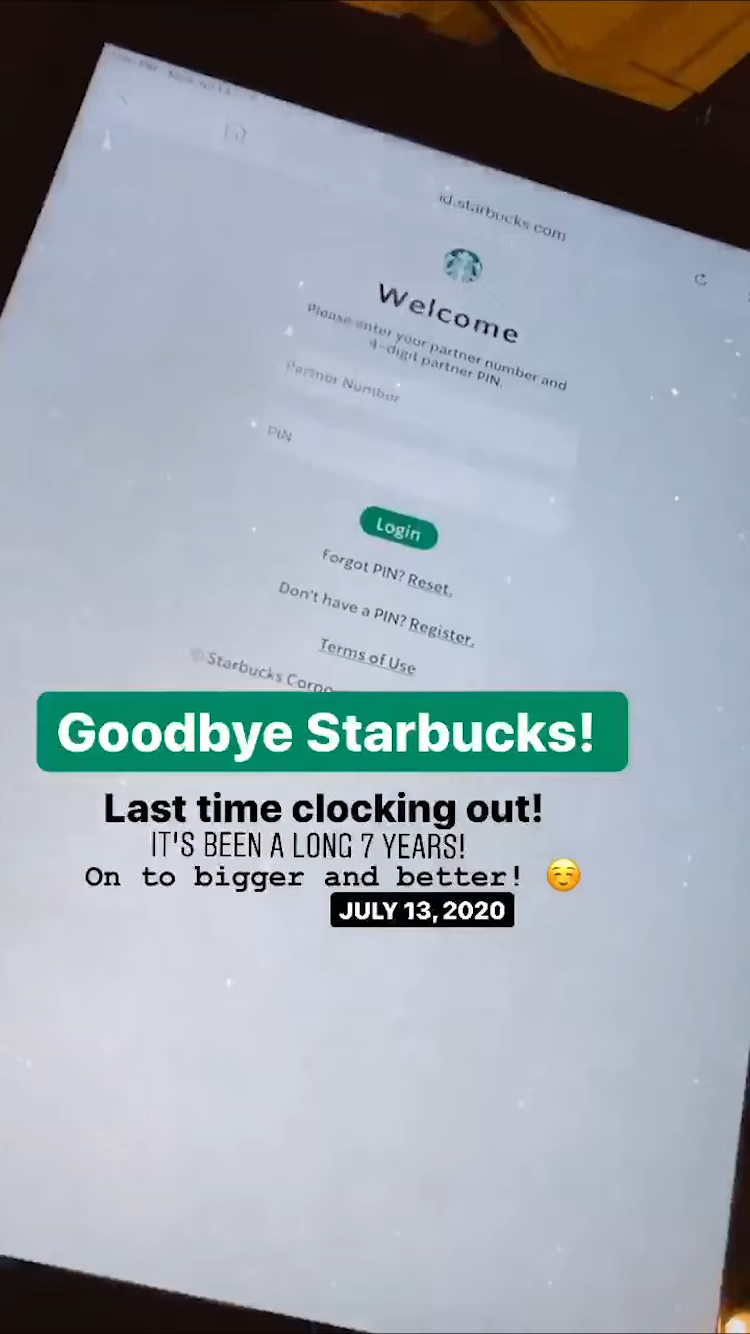 id.starbucks.com
Welcome
Please enter your partner number and
4-digit partner PIN.
Partner Number
PIN
Login
Forgot PIN? Reset.
Don't have a PIN? Register.
Terms of Use
© Starbucks
Goodbye Starbucks!
Last time clocking out!
IT'S BEEN A LONG 7 YEARS!
On to bigger and better! ☺️
JULY 13, 2020